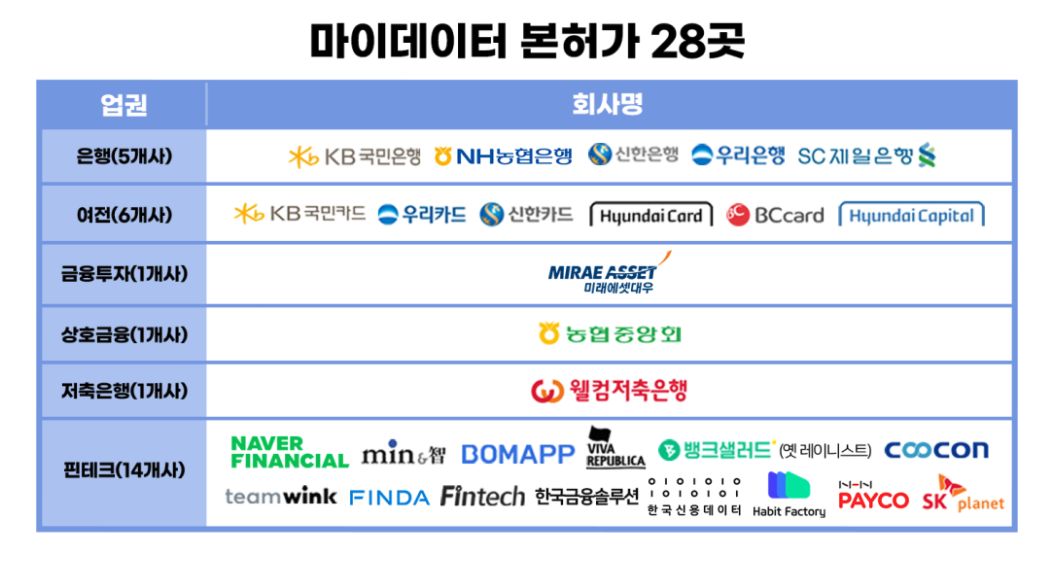 마이데이터 본허가 28곳
업권 회사명
은행(5개사) KB국민은행 NH농협은행 신한은행 우리은행 SC제일은행
여전(6개사) KB국민카드 우리카드 신한카드 Hyundai Card BC BCcard Hyundai Capital
금융투자(1개사) MIRAE ASSET
미래에셋대우
상호금융(1개사) 농협중앙회
저축은행(1개사) 웰컴저축은행
핀테크(14개사)
NAVER FINANCIAL min&智 BOMAPP VIVA REPUBLICA 뱅크샐러드 (옛 레이니스트) COOCON
teamwink FINDA Fintech 한국금융솔루션 0101010 1010101 한국신용데이터 Habit Factory NHN PAYCO SK planet